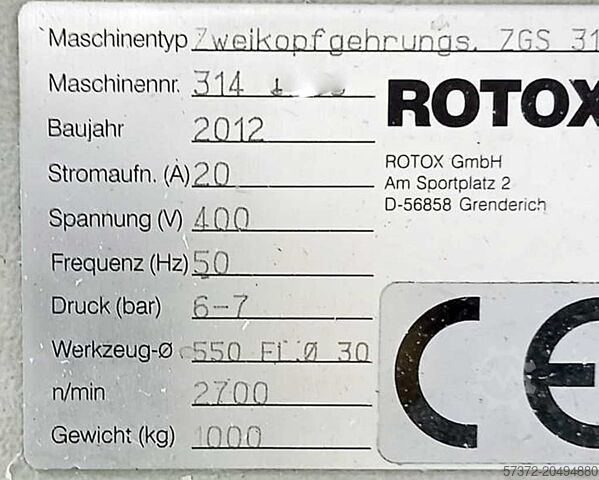 Maschinentyp Zweikopfgehrungs. ZGS 31
Maschinennr. 314
ROTOX
Baujahr 2012
ROTOX GmbH
Am Sportplatz 2
D-56858 Grenderich
Stromaufn. (A) 20
Spannung (V) 400
Frequenz (Hz) 50
Druck (bar) 6-7
Werkzeug-Ø 550 Ø 30
n/min 2700
Gewicht (kg) 1000
CE
57372-20494880